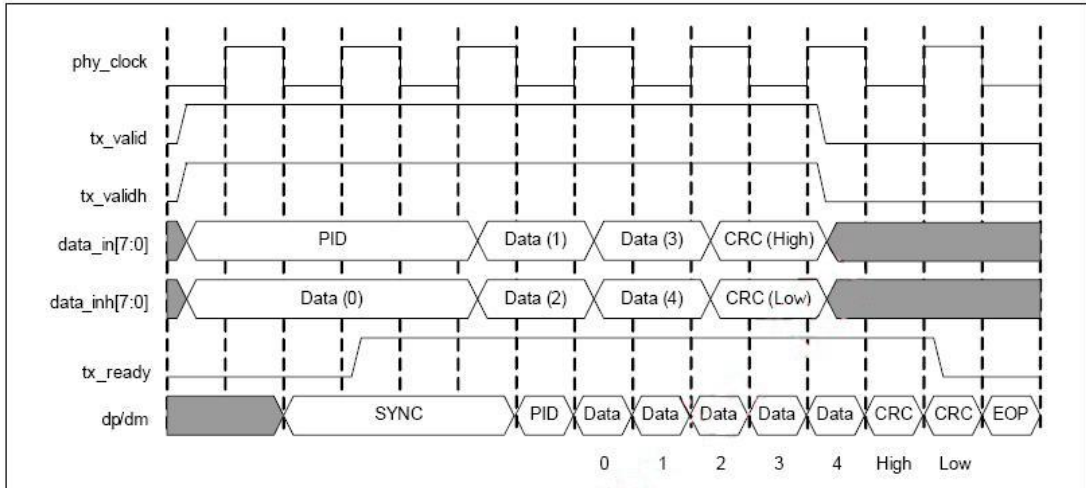 phy_clock
tx_valid
tx_validh
data_in[7:0] PID Data (1) Data (3) CRC (High)
data_inh[7:0] Data (0) Data (2) Data (4) CRC (Low)
tx_ready
dp/dm SYNC PID Data Data Data Data Data CRC CRC EOP
0 1 2 3 4 High Low